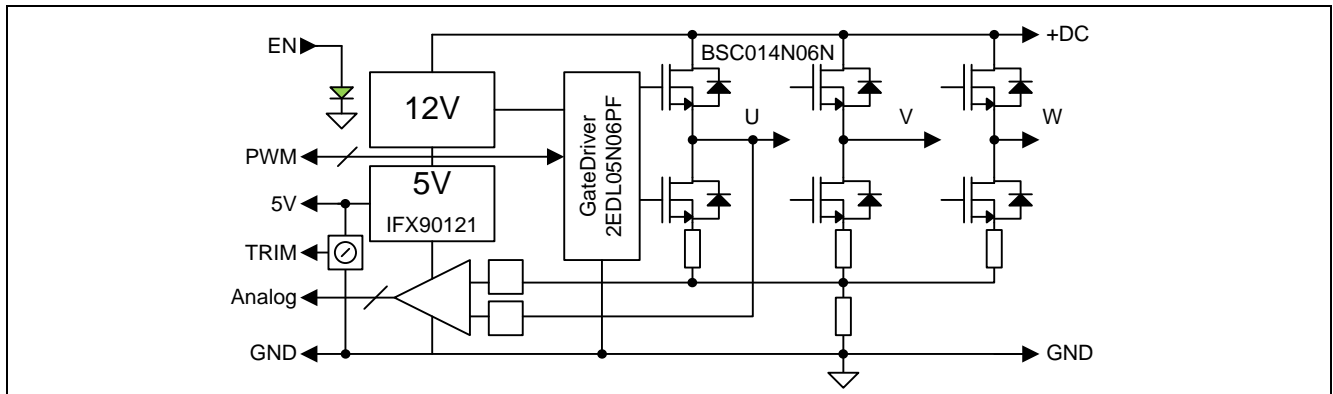 EN
+DC
BSC014N06N
12V
GateDriver
2EDL05N06PF
U
V
W
PWM
5V
5V
IFX90121
TRIM
Analog
GND
GND